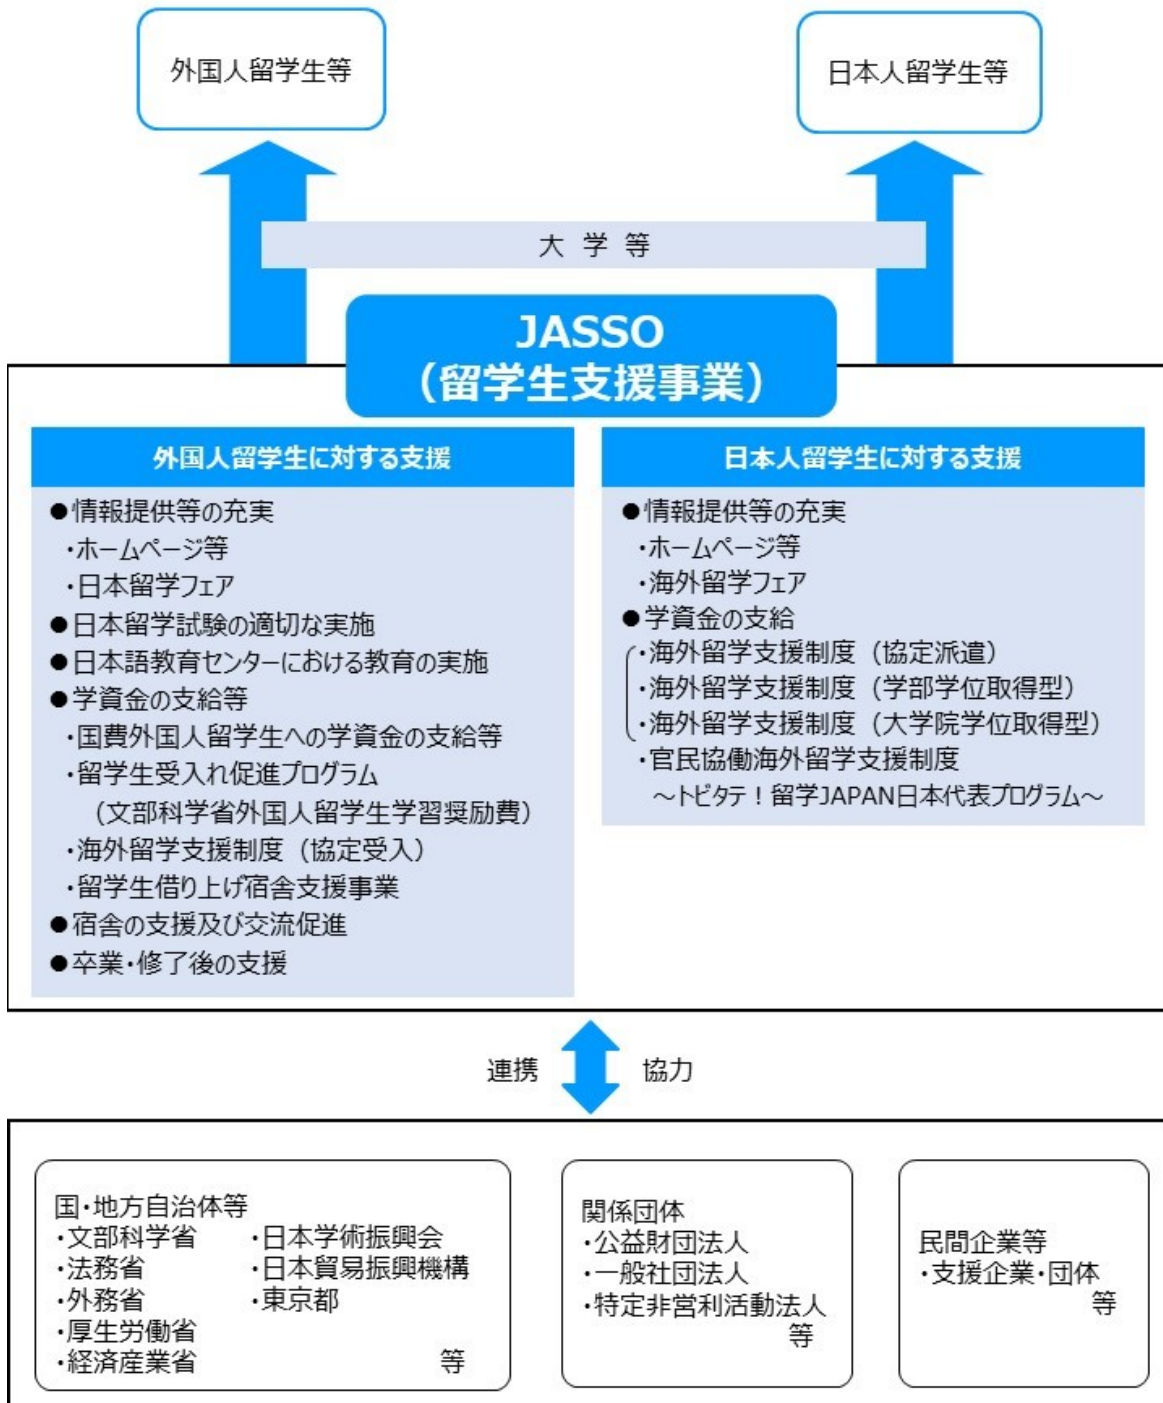 外国人留学生等
日本人留学生等
大 学 等
JASSO
（留学生支援事業）
外国人留学生に対する支援
●情報提供等の充実
・ホームページ等
・日本留学フェア
●日本留学試験の適切な実施
●日本語教育センターにおける教育の実施
●学資金の支給等
・国費外国人留学生への学資金の支給等
・留学生受入れ促進プログラム
（文部科学省外国人留学生学習奨励費）
・海外留学支援制度（協定受入）
・留学生借り上げ宿舎支援事業
●宿舎の支援及び交流促進
●卒業・修了後の支援
日本人留学生に対する支援
●情報提供等の充実
・ホームページ等
・海外留学フェア
●学資金の支給
・海外留学支援制度（協定派遣）
・海外留学支援制度（学部学位取得型）
・海外留学支援制度（大学院学位取得型）
・官民協働海外留学支援制度
～トビタテ！留学JAPAN日本代表プログラム～
連携
協力
国・地方自治体等
・文部科学省
・法務省
・外務省
・厚生労働省
・経済産業省
・日本学術振興会
・日本貿易振興機構
・東京都
等
関係団体
・公益財団法人
・一般社団法人
・特定非営利活動法人
等
民間企業等
・支援企業・団体
等